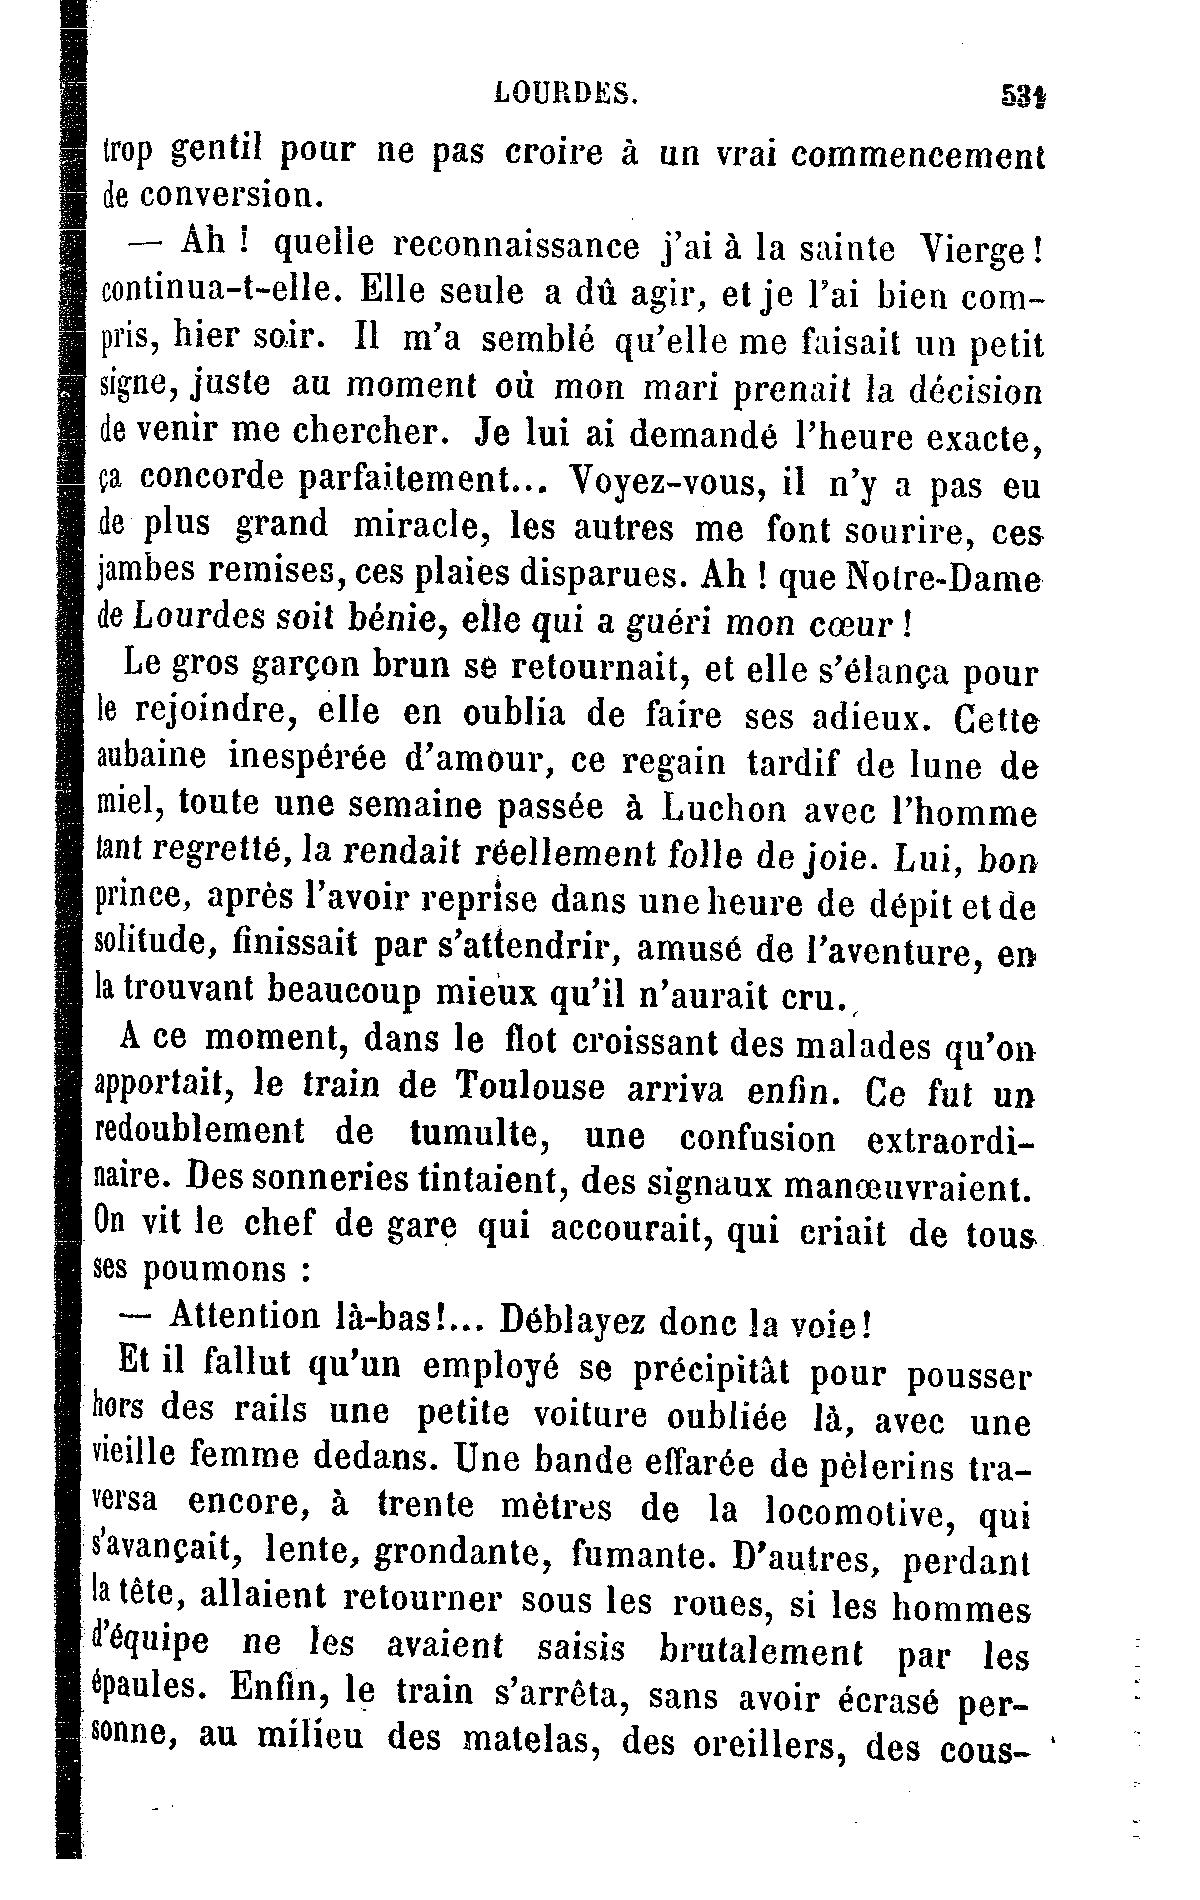 LOURDES. 531
trop gentil pour ne pas croire à un vrai commencement
de conversion.
— Ah ! quelle reconnaissance j'ai à la sainte Vierge !
continua-t-elle. Elle seule a dû agir, et je l'ai bien com-
pris, hier soir. Il m'a semblé qu'elle me faisait un petit
signe, juste au moment où mon mari prenait la décision
de venir me chercher. Je lui ai demandé l'heure exacte,
ça concorde parfaitement... Voyez-vous, il n'y a pas eu
de plus grand miracle, les autres me font sourire, ces
jambes remises, ces plaies disparues. Ah ! que Notre-Dame
de Lourdes soit bénie, elle qui a guéri mon cœur !
Le gros garçon brun se retournait, et elle s'élança pour
le rejoindre, elle en oublia de faire ses adieux. Cette
aubaine inespérée d'amour, ce regain tardif de lune de
miel, toute une semaine passée à Luchon avec l'homme
tant regretté, la rendait réellement folle de joie. Lui, bon
prince, après l'avoir reprise dans une heure de dépit et de
solitude, finissait par s'attendrir, amusé de l'aventure, en
la trouvant beaucoup mieux qu'il n'aurait cru.
A ce moment, dans le flot croissant des malades qu'on
apportait, le train de Toulouse arriva enfin. Ce fut un
redoublement de tumulte, une confusion extraordi-
naire. Des sonneries tintaient, des signaux manœuvraient.
On vit le chef de gare qui accourait, qui criait de tous
ses poumons :
— Attention là-bas!... Déblayez donc la voie!
Et il fallut qu'un employé se précipitât pour pousser
hors des rails une petite voiture oubliée là, avec une
vieille femme dedans. Une bande effarée de pèlerins tra-
versa encore, à trente mètres de la locomotive, qui
s'avançait, lente, grondante, fumante. D'autres, perdant
la tête, allaient retourner sous les roues, si les hommes
d'équipe ne les avaient saisis brutalement par les
épaules. Enfin, le train s'arrêta, sans avoir écrasé per-
sonne, au milieu des matelas, des oreillers, des cous-